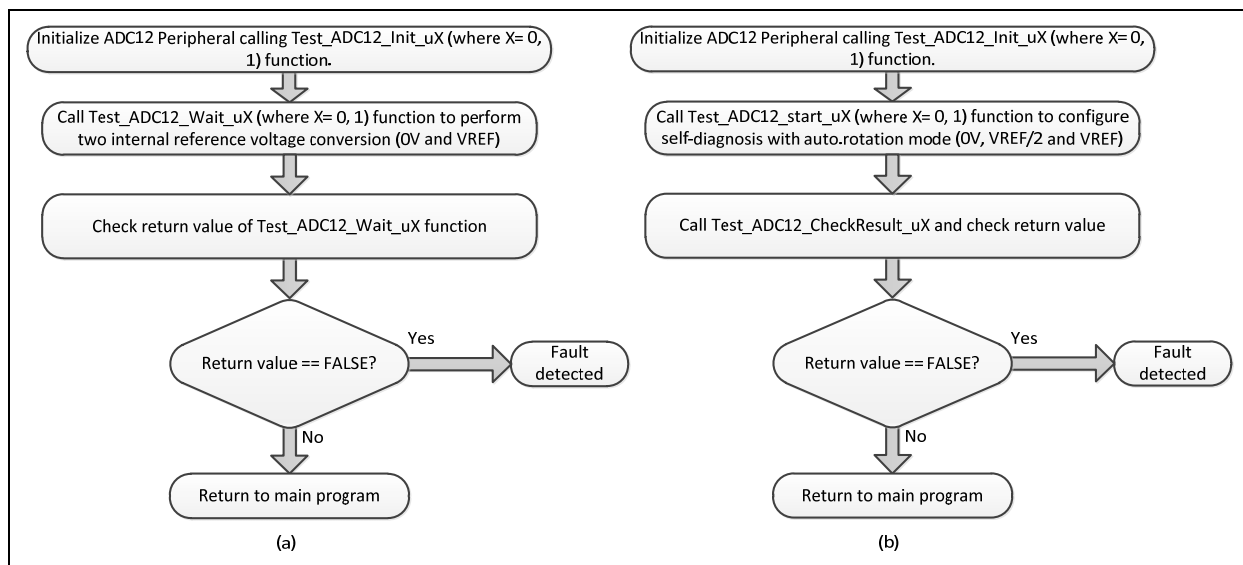 Initialize ADC12 Peripheral calling Test_ADC12_Init_uX (where X= 0,
1) function.
Call Test_ADC12_Wait_uX (where X= 0, 1) function to perform
two internal reference voltage conversion (0V and VREF)
Check return value of Test_ADC12_Wait_uX function
Return value == FALSE?
Yes
Fault
detected
No
Return to main program
(a)
Initialize ADC12 Peripheral calling Test_ADC12_Init_uX (where X= 0,
1) function.
Call Test_ADC12_start_uX (where X= 0, 1) function to configure
self-diagnosis with auto.rotation mode (0V, VREF/2 and VREF)
Call Test_ADC12_CheckResult_uX and check return value
Return value == FALSE?
Yes
Fault
detected
No
Return to main program
(b)